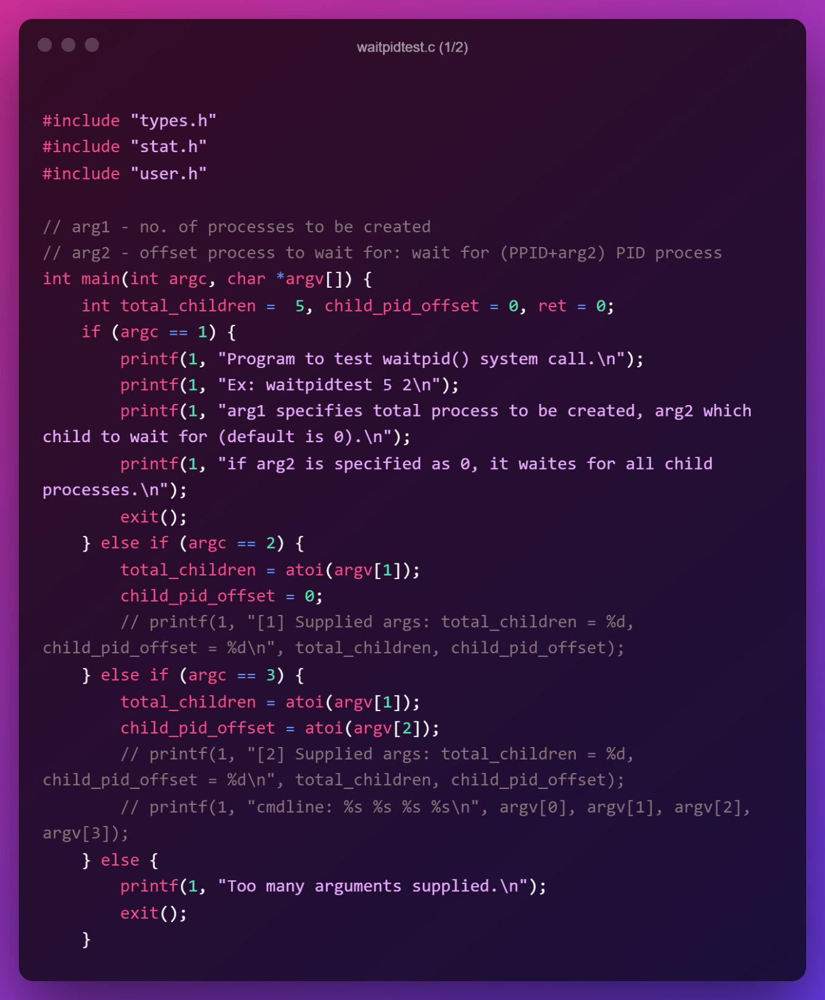 waitpidtest.c (1/2)
#include "types.h"
#include "stat.h"
#include "user.h"
// arg1 - no. of processes to be created
// arg2 - offset process to wait for: wait for (PPID+arg2) PID process
int main(int argc, char *argv[]) {
    int total_children =  5, child_pid_offset = 0, ret = 0;
    if (argc == 1) {
        printf(1, "Program to test waitpid() system call.\n");
        printf(1, "Ex: waitpidtest 5 2\n");
        printf(1, "arg1 specifies total process to be created, arg2 which
child to wait for (default is 0).\n");
        printf(1, "if arg2 is specified as 0, it waites for all child
processes.\n");
        exit();
    } else if (argc == 2) {
        total_children = atoi(argv[1]);
        child_pid_offset = 0;
        // printf(1, "[1] Supplied args: total_children = %d,
child_pid_offset = %d\n", total_children, child_pid_offset);
    } else if (argc == 3) {
        total_children = atoi(argv[1]);
        child_pid_offset = atoi(argv[2]);
        // printf(1, "[2] Supplied args: total_children = %d,
child_pid_offset = %d\n", total_children, child_pid_offset);
        // printf(1, "cmdline: %s %s %s %s\n", argv[0], argv[1], argv[2],
argv[3]);
    } else {
        printf(1, "Too many arguments supplied.\n");
        exit();
    }